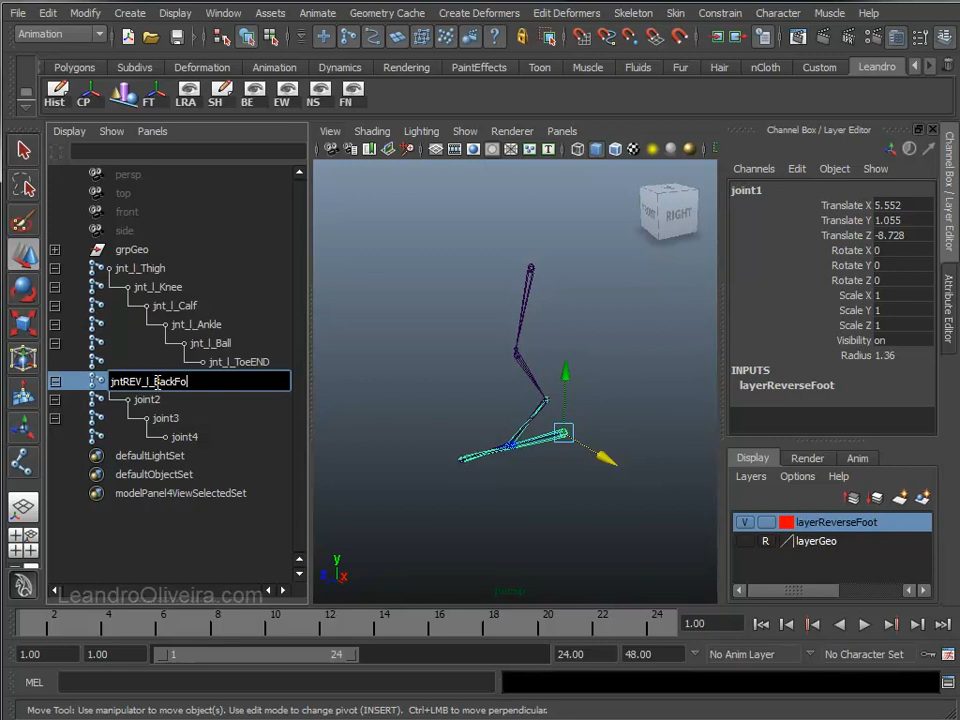 File Edit Modify Create Display Window Assets Animate Geometry Cache Create Deformers Edit Deformers Skeleton Skin Constrain Character Muscle Help
Animation
Polygons Subdivs Deformation Animation Dynamics Rendering PaintEffects Toon Muscle Fluids Fur Hair nCloth Custom Leandro
Hist CP FT LRA SH BE EW NS FN
Display Show Panels
View Shading Lighting Show Renderer Panels
Channel Box / Layer Editor
Channels Edit Object Show
persp
top
front
side
grpGeo
jnt_l_Thigh
jnt_l_Knee
jnt_l_Calf
jnt_l_Ankle
jnt_l_Ball
jnt_l_ToeEND
jntREV_l_BackFo
joint2
joint3
joint4
defaultLightSet
defaultObjectSet
modelPanel4ViewSelectedSet
FRONT RIGHT
y
z x
persp
joint1
Translate X 5.552
Translate Y 1.055
Translate Z -8.728
Rotate X 0
Rotate Y 0
Rotate Z 0
Scale X 1
Scale Y 1
Scale Z 1
Visibility on
Radius 1.36
INPUTS
layerReverseFoot
Display Render Anim
Layers Options Help
V layerReverseFoot
R layerGeo
Channel Box / Layer Editor
Attribute Editor
LeandroOliveira.com
2 4 6 8 10 12 14 16 18 20 22 24
1.00
1.00 1.00 1 24 24.00 48.00 No Anim Layer No Character Set
MEL
Move Tool: Use manipulator to move object(s). Use edit mode to change pivot (INSERT). Ctrl+LMB to move perpendicular.